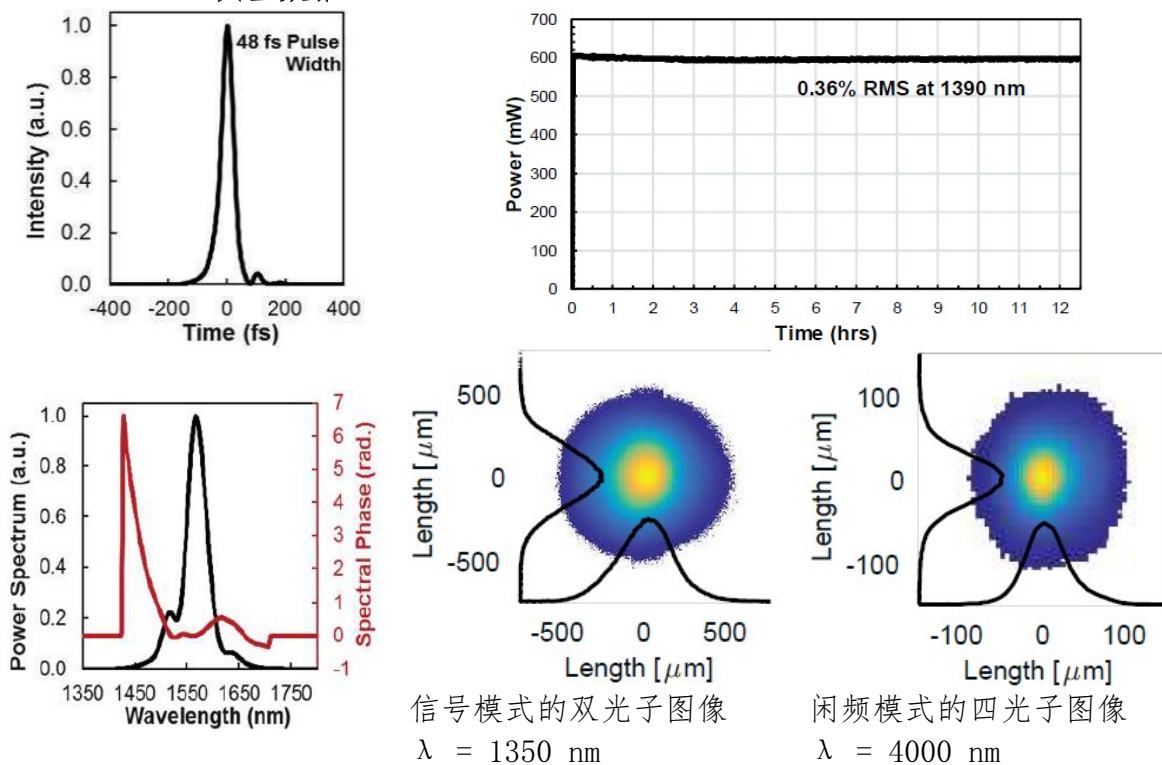 48 fs Pulse
Width
Intensity (a.u.)
1.0
0.8
0.6
0.4
0.2
0.0
-400 -200 0 200 400
Time (fs)
Power (mW)
700
600
500
400
300
200
100
0
0.36% RMS at 1390 nm
0 1 2 3 4 5 6 7 8 9 10 11 12
Time (hrs)
Power Spectrum (a.u.)
1.0
0.8
0.6
0.4
0.2
0.0
7
6
5
4
3
2
1
0
-1
Spectral Phase (rad.)
1350 1450 1550 1650 1750
Wavelength (nm)
Length [μm]
500
0
-500
-500 0 500
Length [μm]
信号模式的双光子图像
λ = 1350 nm
Length [μm]
100
0
-100
-100 0 100
Length [μm]
闲频模式的四光子图像
λ = 4000 nm